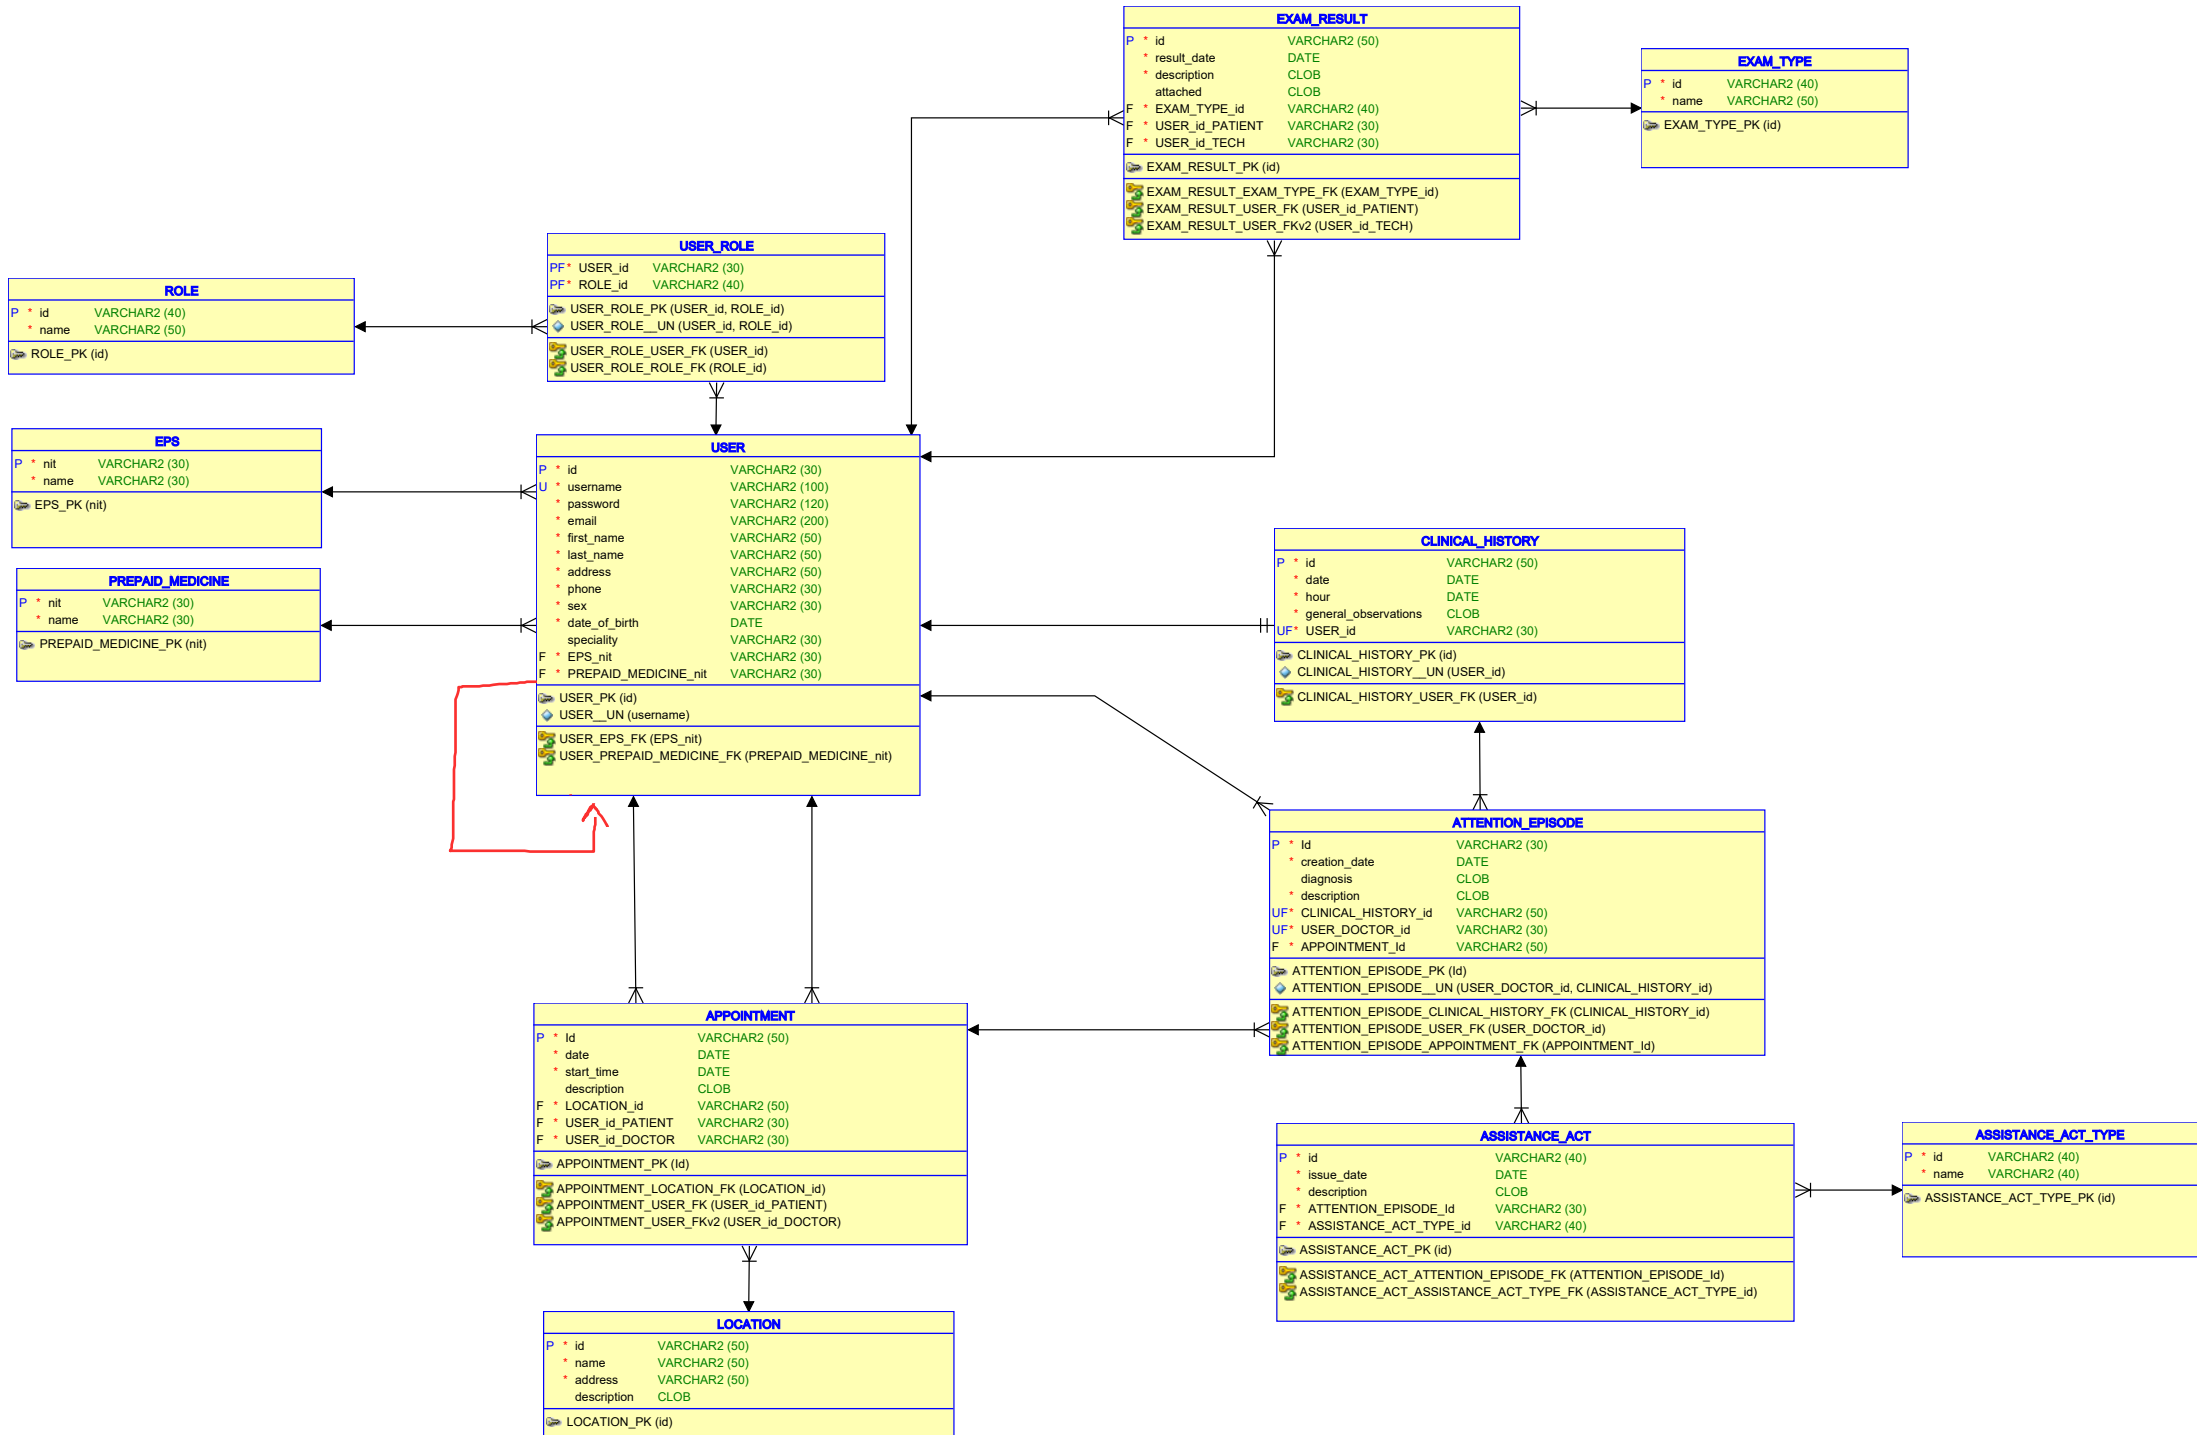 EXAM_RESULT
P * id VARCHAR2 (50)
* result_date DATE
* description CLOB
attached CLOB
F * EXAM_TYPE_id VARCHAR2 (40)
F * USER_id_PATIENT VARCHAR2 (30)
F * USER_id_TECH VARCHAR2 (30)
EXAM_RESULT_PK (id)
EXAM_RESULT_EXAM_TYPE_FK (EXAM_TYPE_id)
EXAM_RESULT_USER_FK (USER_id_PATIENT)
EXAM_RESULT_USER_FKv2 (USER_id_TECH)
EXAM_TYPE
P * id VARCHAR2 (40)
* name VARCHAR2 (50)
EXAM_TYPE_PK (id)
USER_ROLE
PF* USER_id VARCHAR2 (30)
PF* ROLE_id VARCHAR2 (40)
USER_ROLE_PK (USER_id, ROLE_id)
USER_ROLE__UN (USER_id, ROLE_id)
USER_ROLE_USER_FK (USER_id)
USER_ROLE_ROLE_FK (ROLE_id)
ROLE
P * id VARCHAR2 (40)
* name VARCHAR2 (50)
ROLE_PK (id)
EPS
P * nit VARCHAR2 (30)
* name VARCHAR2 (30)
EPS_PK (nit)
PREPAID_MEDICINE
P * nit VARCHAR2 (30)
* name VARCHAR2 (30)
PREPAID_MEDICINE_PK (nit)
USER
P * id VARCHAR2 (30)
U * username VARCHAR2 (100)
* password VARCHAR2 (120)
* email VARCHAR2 (200)
* first_name VARCHAR2 (50)
* last_name VARCHAR2 (50)
* address VARCHAR2 (50)
* phone VARCHAR2 (30)
* sex VARCHAR2 (30)
* date_of_birth DATE
speciality VARCHAR2 (30)
F * EPS_nit VARCHAR2 (30)
F * PREPAID_MEDICINE_nit VARCHAR2 (30)
USER_PK (id)
USER__UN (username)
USER_EPS_FK (EPS_nit)
USER_PREPAID_MEDICINE_FK (PREPAID_MEDICINE_nit)
CLINICAL_HISTORY
P * id VARCHAR2 (50)
* date DATE
* hour DATE
* general_observations CLOB
UF* USER_id VARCHAR2 (30)
CLINICAL_HISTORY_PK (id)
CLINICAL_HISTORY__UN (USER_id)
CLINICAL_HISTORY_USER_FK (USER_id)
ATTENTION_EPISODE
P * Id VARCHAR2 (30)
* creation_date DATE
diagnosis CLOB
* description CLOB
UF* CLINICAL_HISTORY_id VARCHAR2 (50)
UF* USER_DOCTOR_id VARCHAR2 (30)
F * APPOINTMENT_Id VARCHAR2 (50)
ATTENTION_EPISODE_PK (Id)
ATTENTION_EPISODE__UN (USER_DOCTOR_id, CLINICAL_HISTORY_id)
ATTENTION_EPISODE_CLINICAL_HISTORY_FK (CLINICAL_HISTORY_id)
ATTENTION_EPISODE_USER_FK (USER_DOCTOR_id)
ATTENTION_EPISODE_APPOINTMENT_FK (APPOINTMENT_Id)
APPOINTMENT
P * Id VARCHAR2 (50)
* date DATE
* start_time DATE
description CLOB
F * LOCATION_id VARCHAR2 (50)
F * USER_id_PATIENT VARCHAR2 (30)
F * USER_id_DOCTOR VARCHAR2 (30)
APPOINTMENT_PK (Id)
APPOINTMENT_LOCATION_FK (LOCATION_id)
APPOINTMENT_USER_FK (USER_id_PATIENT)
APPOINTMENT_USER_FKv2 (USER_id_DOCTOR)
ASSISTANCE_ACT
P * id VARCHAR2 (40)
* issue_date DATE
* description CLOB
F * ATTENTION_EPISODE_Id VARCHAR2 (30)
F * ASSISTANCE_ACT_TYPE_id VARCHAR2 (40)
ASSISTANCE_ACT_PK (id)
ASSISTANCE_ACT_ATTENTION_EPISODE_FK (ATTENTION_EPISODE_Id)
ASSISTANCE_ACT_ASSISTANCE_ACT_TYPE_FK (ASSISTANCE_ACT_TYPE_id)
ASSISTANCE_ACT_TYPE
P * id VARCHAR2 (40)
* name VARCHAR2 (40)
ASSISTANCE_ACT_TYPE_PK (id)
LOCATION
P * id VARCHAR2 (50)
* name VARCHAR2 (50)
* address VARCHAR2 (50)
description CLOB
LOCATION_PK (id)